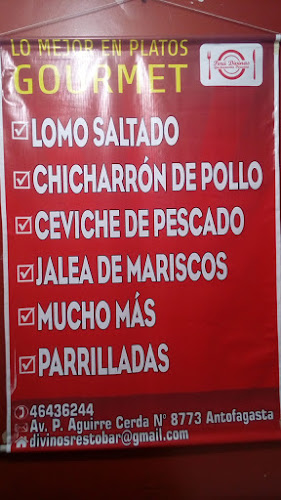 LO MEJOR EN PLATOS
GOURMET
LOMO SALTADO
CHICHARRÓN DE POLLO
CEVICHE DE PESCADO
JALEA DE MARISCOS
MUCHO MÁS
PARRILLADAS
46436244
Av. P. Aguirre Cerda N° 8773 Antofagasta
divinosrestobar@gmail.com